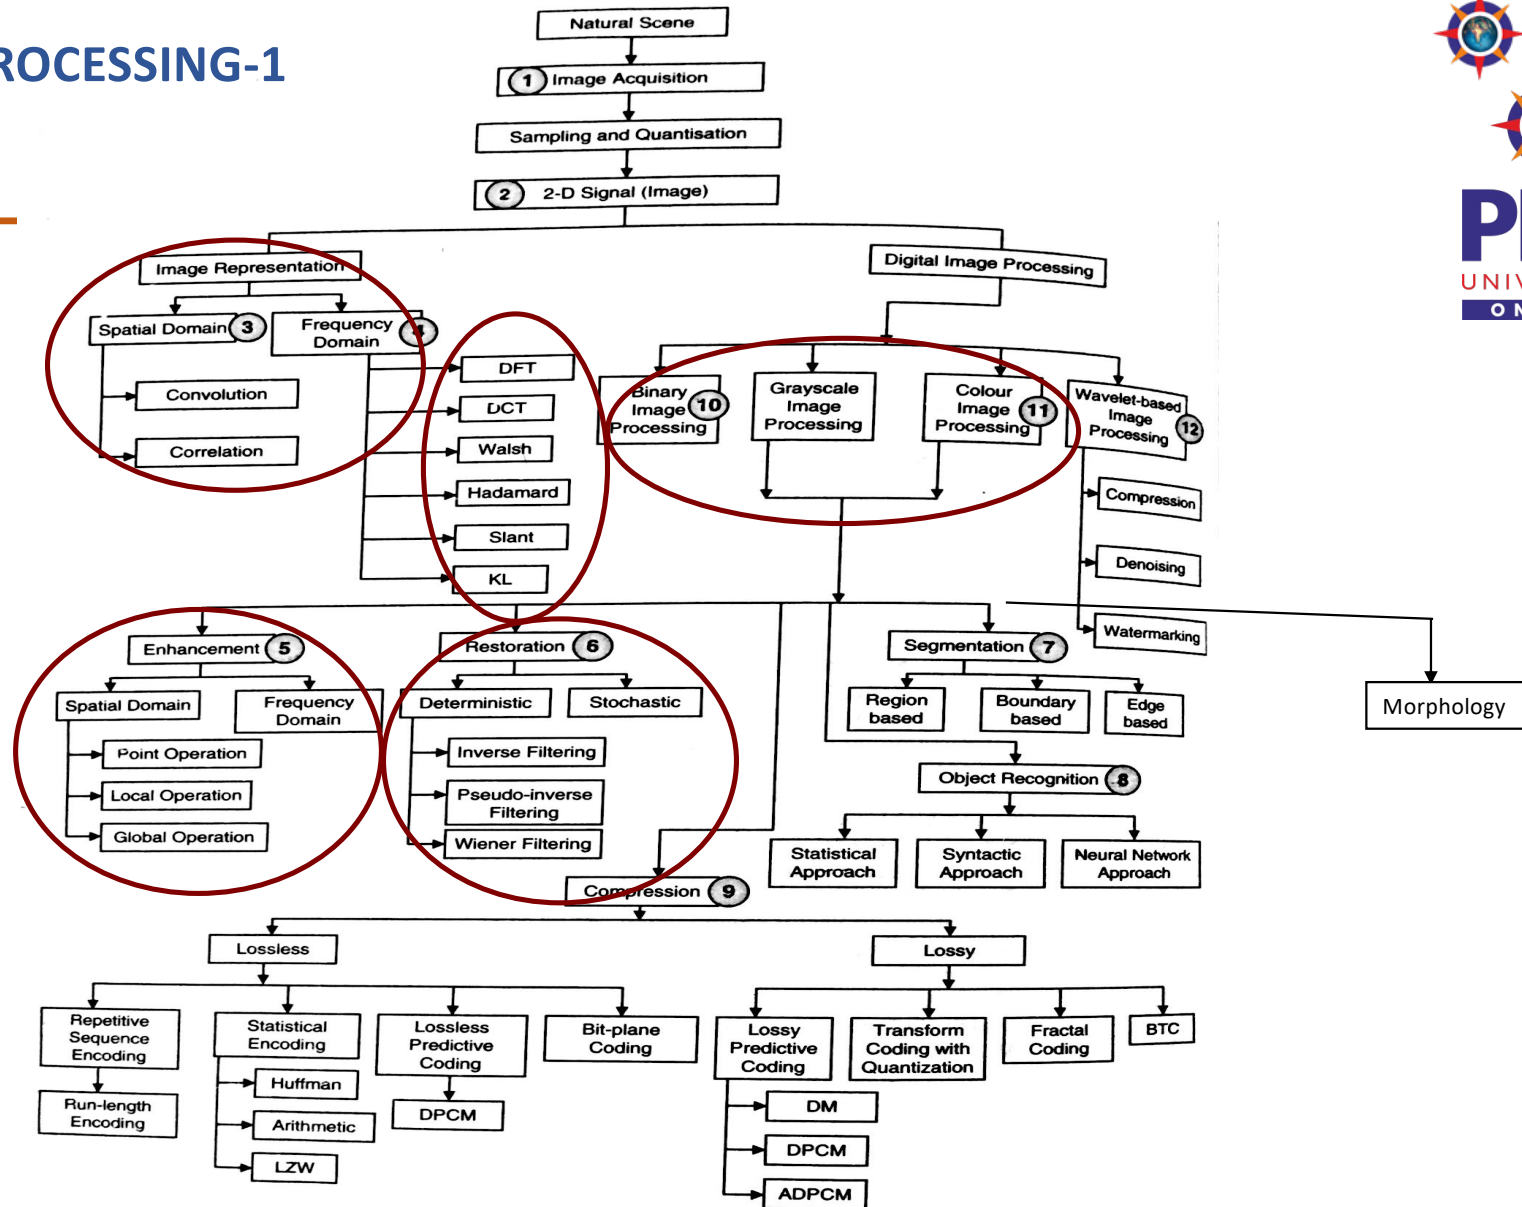 ROCESSING-1
Natural Scene
1 Image Acquisition
Sampling and Quantisation
2 2-D Signal (Image)
Image Representation
Digital Image Processing
Spatial Domain 3
Frequency
Domain
4
Convolution
Correlation
DFT
DCT
Walsh
Hadamard
Slant
KL
Binary
Image
Processing
10
Grayscale
Image
Processing
Colour
Image
Processing
11
Wavelet-based
Image
Processing
12
Compression
Denoising
Watermarking
Enhancement 5
Spatial Domain
Frequency
Domain
Point Operation
Local Operation
Global Operation
Restoration 6
Deterministic
Stochastic
Inverse Filtering
Pseudo-inverse
Filtering
Wiener Filtering
Segmentation 7
Region
based
Boundary
based
Edge
based
Morphology
Object Recognition 8
Statistical
Approach
Syntactic
Approach
Neural Network
Approach
Compression 9
Lossless
Lossy
Repetitive
Sequence
Encoding
Run-length
Encoding
Statistical
Encoding
Huffman
Arithmetic
LZW
Lossless
Predictive
Coding
DPCM
Bit-plane
Coding
Lossy
Predictive
Coding
DM
DPCM
ADPCM
Transform
Coding with
Quantization
Fractal
Coding
BTC
UNIV